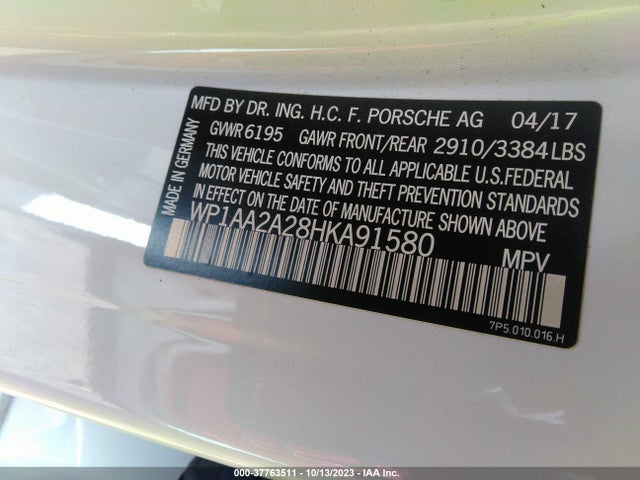 MFD BY DR. ING. H.C. F. PORSCHE AG 04/17
GVWR 6195 GAWR FRONT/REAR 2910/3384 LBS
THIS VEHICLE CONFORMS TO ALL APPLICABLE U.S. FEDERAL
MOTOR VEHICLE SAFETY AND THEFT PREVENTION STANDARDS
IN EFFECT ON THE DATE OF MANUFACTURE SHOWN ABOVE
WP1AA2A28HKA91580 MPV
MADE IN GERMANY
7P5.010.016.H
000-37763511 - 10/13/2023 - IAA Inc.